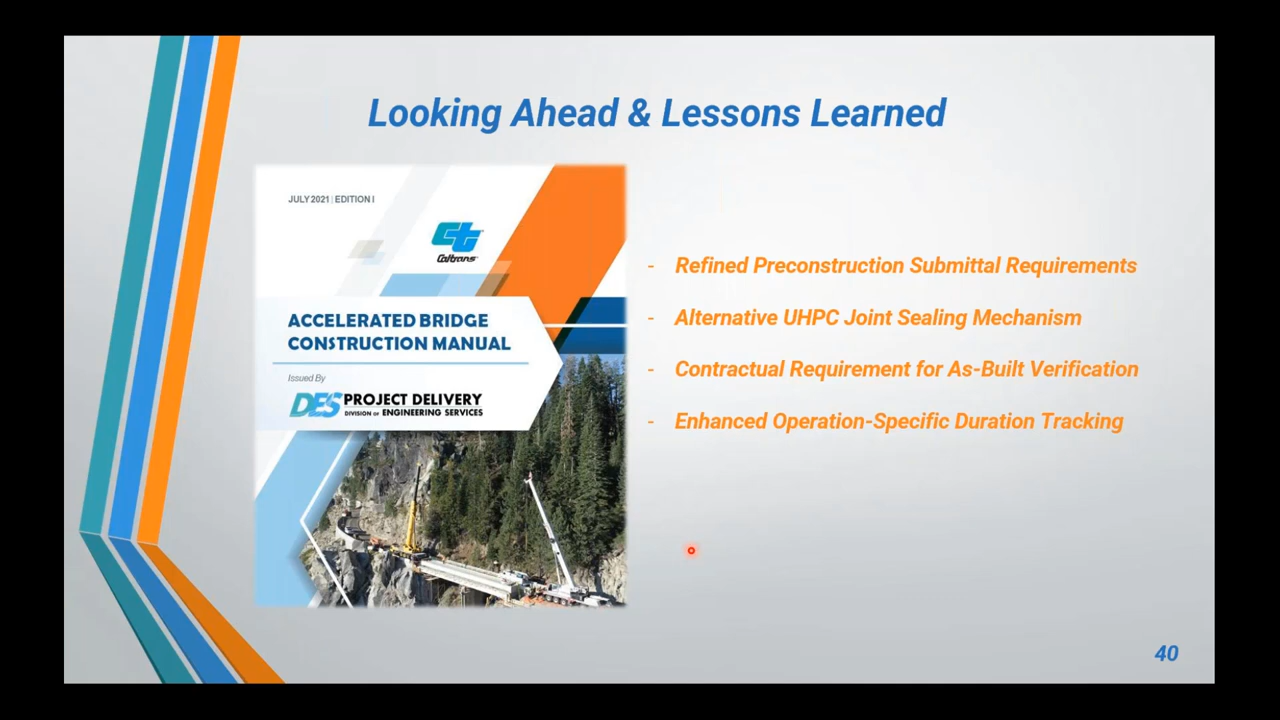 Looking Ahead & Lessons Learned
JULY 2021 | EDITION I
ct
Caltrans
ACCELERATED BRIDGE
CONSTRUCTION MANUAL
Issued By
DES PROJECT DELIVERY
DIVISION OF ENGINEERING SERVICES
- Refined Preconstruction Submittal Requirements
- Alternative UHPC Joint Sealing Mechanism
- Contractual Requirement for As-Built Verification
- Enhanced Operation-Specific Duration Tracking
40